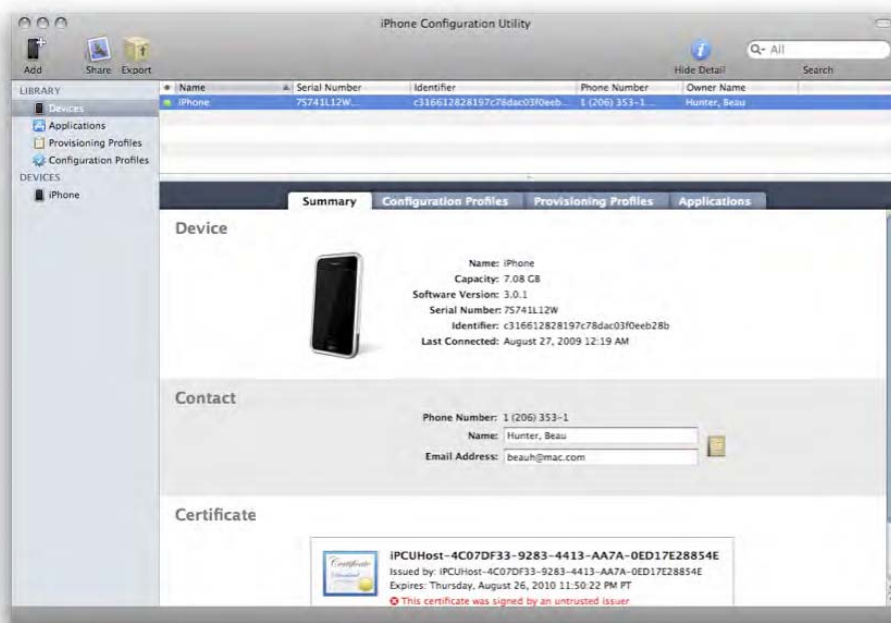 iPhone Configuration Utility
Add Share Export Hide Detail Q- All Search
LIBRARY
Devices
Applications
Provisioning Profiles
Configuration Profiles
DEVICES
iPhone
Name Serial Number Identifier Phone Number Owner Name
iPhone 7S741L12W... c316612828197c78dac03f0eeb... 1 (206) 353-1... Hunter, Beau
Summary Configuration Profiles Provisioning Profiles Applications
Device
Name: iPhone
Capacity: 7.08 GB
Software Version: 3.0.1
Serial Number: 7S741L12W
Identifier: c316612828197c78dac03f0eeb28b
Last Connected: August 27, 2009 12:19 AM
Contact
Phone Number: 1 (206) 353-1
Name: Hunter, Beau
Email Address: beauh@mac.com
Certificate
Certificate
iPCUHost-4C07DF33-9283-4413-AA7A-0ED17E28854E
Issued by: iPCUHost-4C07DF33-9283-4413-AA7A-0ED17E28854E
Expires: Thursday, August 26, 2010 11:50:22 PM PT
This certificate was signed by an untrusted issuer